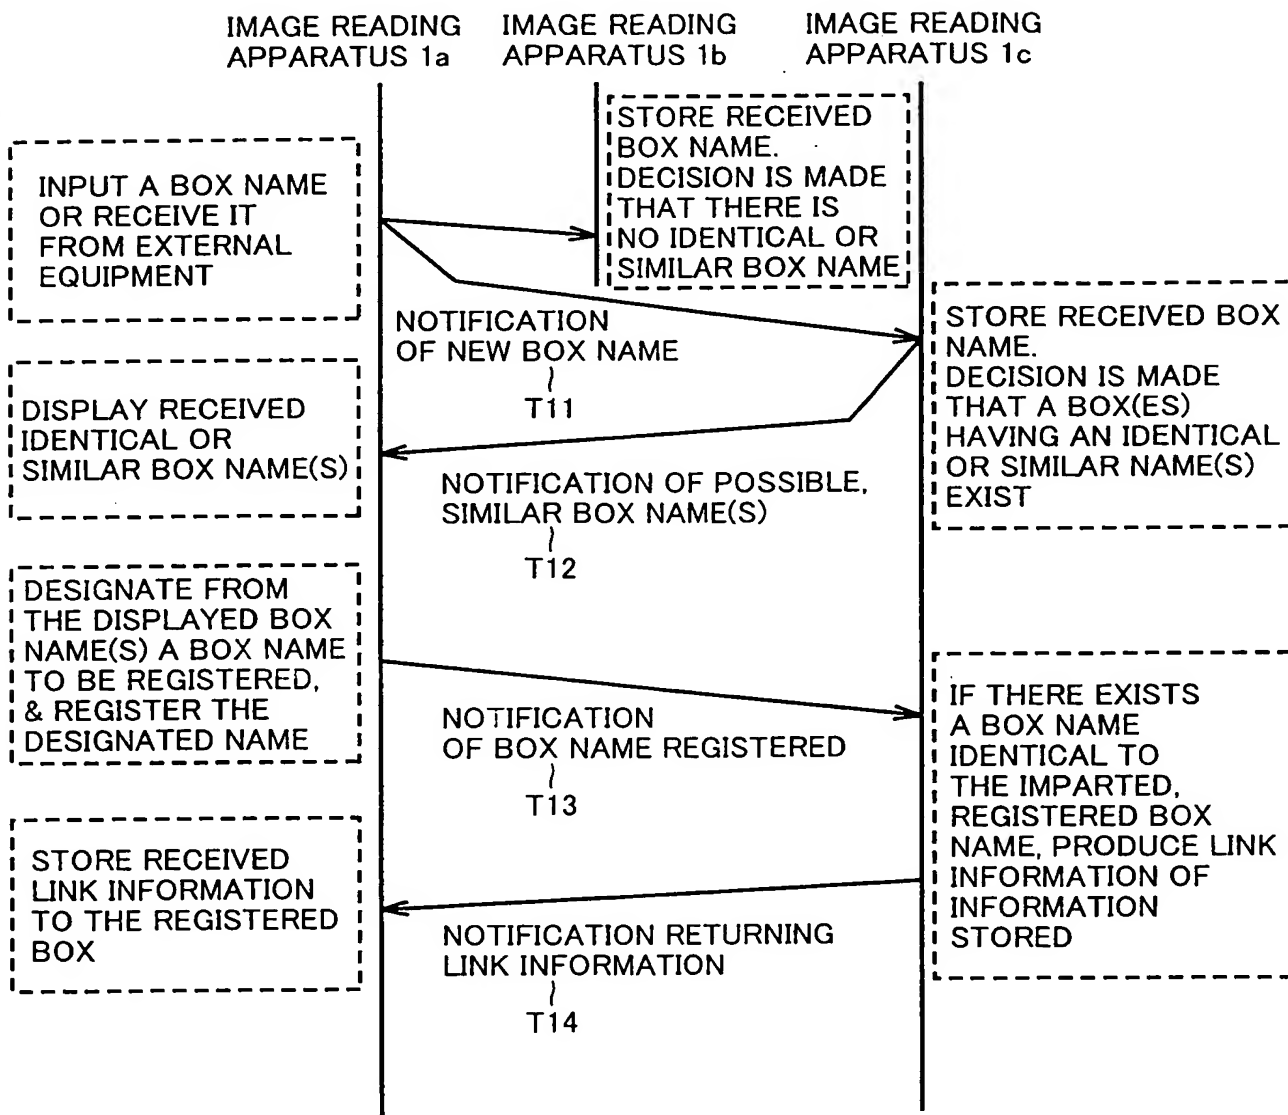 IMAGE READING
APPARATUS 1a
IMAGE READING
APPARATUS 1b
IMAGE READING
APPARATUS 1c
STORE RECEIVED
BOX NAME.
DECISION IS MADE
THAT THERE IS
NO IDENTICAL OR
SIMILAR BOX NAME
INPUT A BOX NAME
OR RECEIVE IT
FROM EXTERNAL
EQUIPMENT
NOTIFICATION
OF NEW BOX NAME
T11
STORE RECEIVED BOX
NAME.
DECISION IS MADE
THAT A BOX(ES)
HAVING AN IDENTICAL
OR SIMILAR NAME(S)
EXIST
DISPLAY RECEIVED
IDENTICAL OR
SIMILAR BOX NAME(S)
NOTIFICATION OF POSSIBLE,
SIMILAR BOX NAME(S)
T12
DESIGNATE FROM
THE DISPLAYED BOX
NAME(S) A BOX NAME
TO BE REGISTERED,
& REGISTER THE
DESIGNATED NAME
NOTIFICATION
OF BOX NAME REGISTERED
T13
IF THERE EXISTS
A BOX NAME
IDENTICAL TO
THE IMPARTED,
REGISTERED BOX
NAME, PRODUCE LINK
INFORMATION OF
INFORMATION
STORED
STORE RECEIVED
LINK INFORMATION
TO THE REGISTERED
BOX
NOTIFICATION RETURNING
LINK INFORMATION
T14